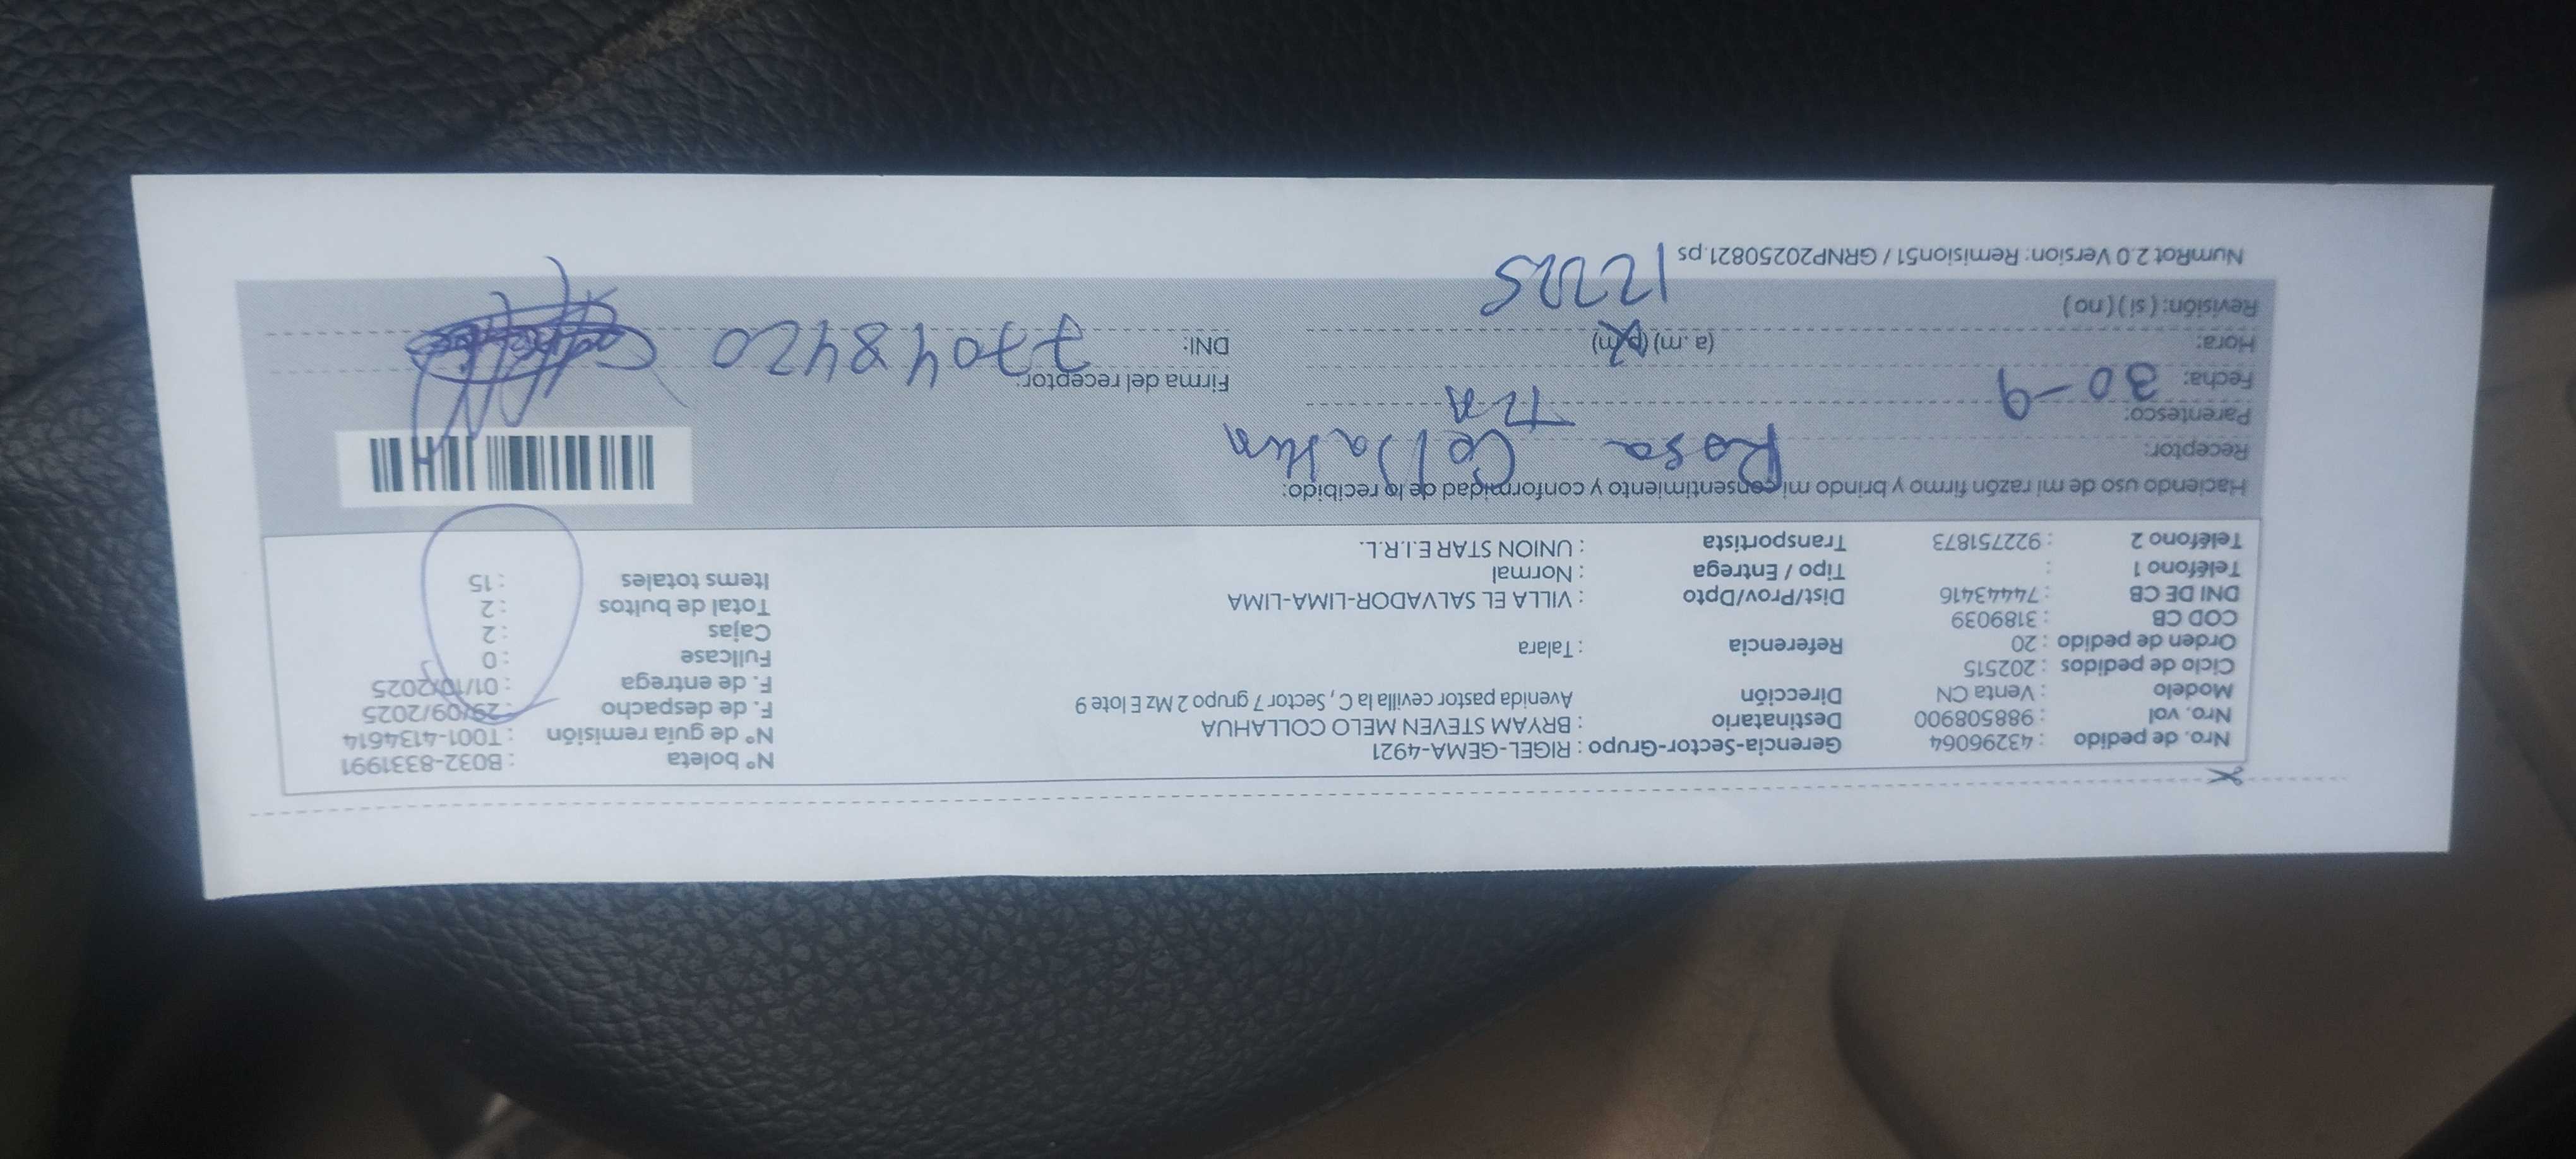 Nro. de pedido : 43296064 Gerencia-Sector-Grupo : RIGEL-GEMA-4921 N° boleta : B032-8331991
Nro. vol : 988508900 Destinatario : BRYAM STEVEN MELO COLLAHUA N° de guía remisión : T001-4134614
Modelo : Venta CN Dirección Avenida pastor cevilla la C, Sector 7 grupo 2 Mz E lote 9 F. de despacho : 29/09/2025
Ciclo de pedidos : 202515 F. de entrega : 01/10/2025
Orden de pedido : 20 Referencia : Talara Fullcase : 0
COD CB : 3189039 Cajas : 2
DNI DE CB : 74443416 Dist/Prov/Dpto : VILLA EL SALVADOR-LIMA-LIMA Total de bultos : 2
Teléfono 1 : Tipo / Entrega : Normal Items totales : 15
Teléfono 2 : 922751873 Transportista : UNION STAR E.I.R.L.
Haciendo uso de mi razón firmo y brindo mi consentimiento y conformidad de lo recibido:
Receptor: Rosa
Parentesco: TIA
Fecha: 30-9 Firma del receptor:
Hora: (a.m) (p.m) DNI: 77048420
Revisión: (si) (no)
NumRot 2.0 Version: Remision51 / GRNP20250821.ps